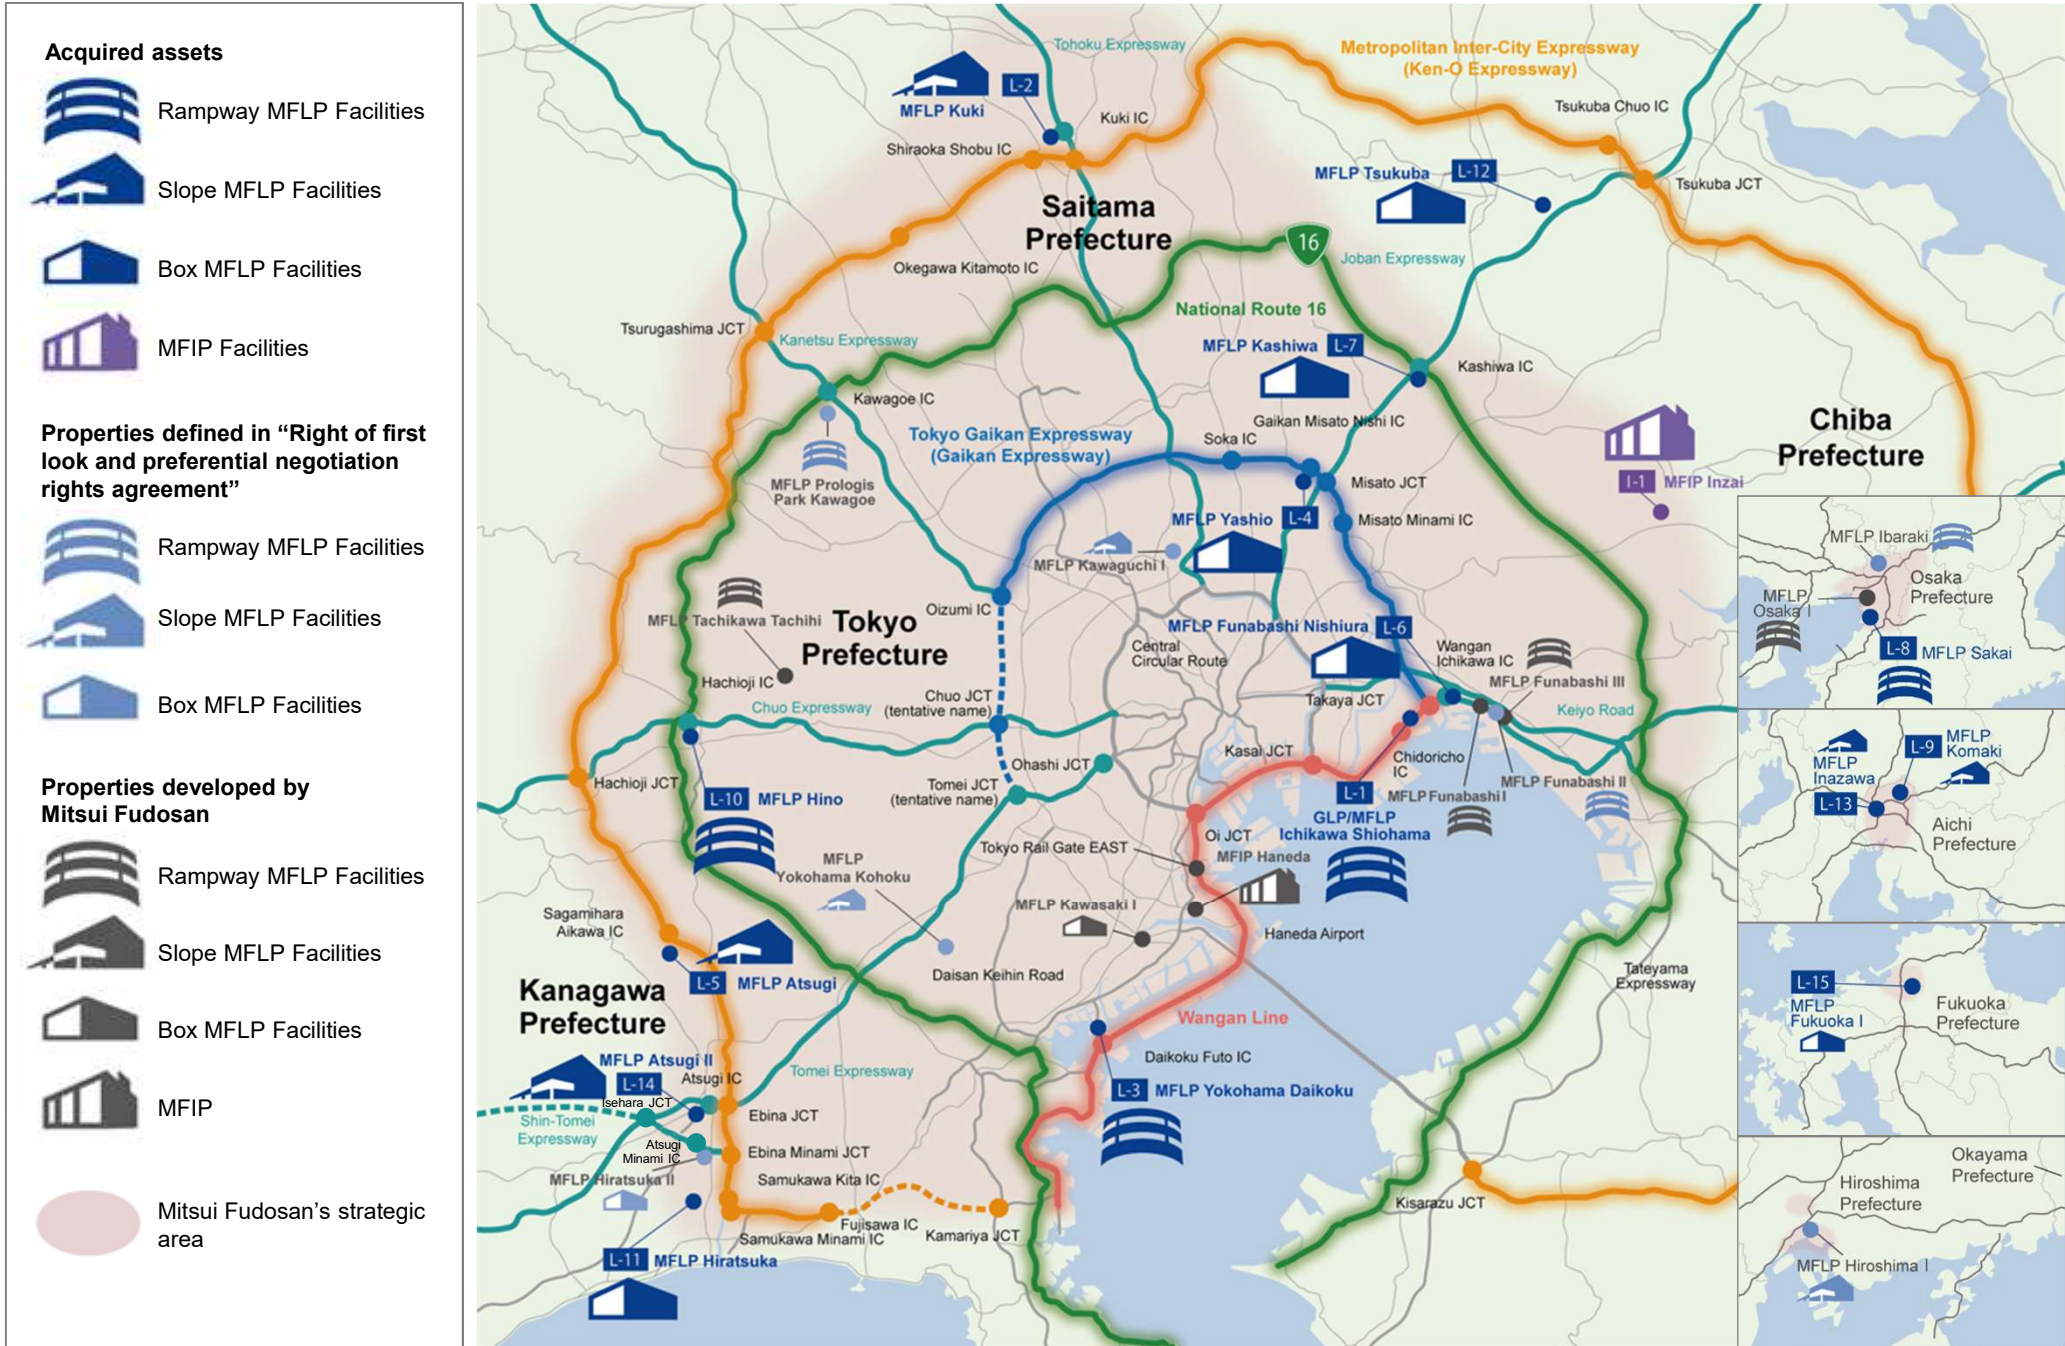 Acquired assets
Rampway MFLP Facilities
Slope MFLP Facilities
Box MFLP Facilities
MFIP Facilities
Properties defined in “Right of first
look and preferential negotiation
rights agreement”
Rampway MFLP Facilities
Slope MFLP Facilities
Box MFLP Facilities
Properties developed by
Mitsui Fudosan
Rampway MFLP Facilities
Slope MFLP Facilities
Box MFLP Facilities
MFIP
Mitsui Fudosan’s strategic
area
Tohoku Expressway
Metropolitan Inter-City Expressway
(Ken-O Expressway)
L-2
MFLP Kuki
Kuki IC
Shiraoka Shobu IC
Tsukuba Chuo IC
MFLP Tsukuba
L-12
Tsukuba JCT
Saitama
Prefecture
Okegawa Kitamoto IC
16
Joban Expressway
National Route 16
Tsurugashima JCT
Kanetsu Expressway
MFLP Kashiwa
L-7
Kashiwa IC
Kawagoe IC
Gaikan Misato Nishi IC
Chiba
Prefecture
Tokyo Gaikan Expressway
(Gaikan Expressway)
Soka IC
MFLP Prologis
Park Kawagoe
Misato JCT
I-1
MFIP Inzai
MFLP Yashio
L-4
Misato Minami IC
MFLP Kawaguchi I
MFLP Tachikawa Tachihi
Oizumi IC
Tokyo
Prefecture
MFLP Funabashi Nishiura
L-6
Central
Circular Route
Wangan
Ichikawa IC
MFLP Funabashi III
Hachioji IC
Chuo JCT
(tentative name)
Chuo Expressway
Takaya JCT
Keiyo Road
Kasai JCT
Chidoricho
IC
Ohashi JCT
Hachioji JCT
Tomei JCT
(tentative name)
L-10
MFLP Hino
L-1
MFLP Funabashi I
MFLP Funabashi II
GLP/MFLP
Ichikawa Shiohama
Oi JCT
Tokyo Rail Gate EAST
MFIP Haneda
MFLP
Yokohama Kohoku
MFLP Kawasaki I
Sagamihara
Aikawa IC
Haneda Airport
Daisan Keihin Road
L-5
MFLP Atsugi
Tateyama
Expressway
Kanagawa
Prefecture
Wangan Line
Daikoku Futo IC
MFLP Atsugi II
L-14
Atsugi IC
Tomei Expressway
L-3
MFLP Yokohama Daikoku
Isehara JCT
Ebina JCT
Shin-Tomei
Expressway
Atsugi
Minami IC
Ebina Minami JCT
MFLP Hiratsuka II
Samukawa Kita IC
Kisarazu JCT
Fujisawa IC
Samukawa Minami IC
Kamariya JCT
L-11
MFLP Hiratsuka
MFLP Ibaraki
Osaka
Prefecture
MFLP
Osaka I
L-8
MFLP Sakai
L-9
MFLP
Komaki
MFLP
Inazawa
L-13
Aichi
Prefecture
L-15
MFLP
Fukuoka I
Fukuoka
Prefecture
Okayama
Prefecture
Hiroshima
Prefecture
MFLP Hiroshima I